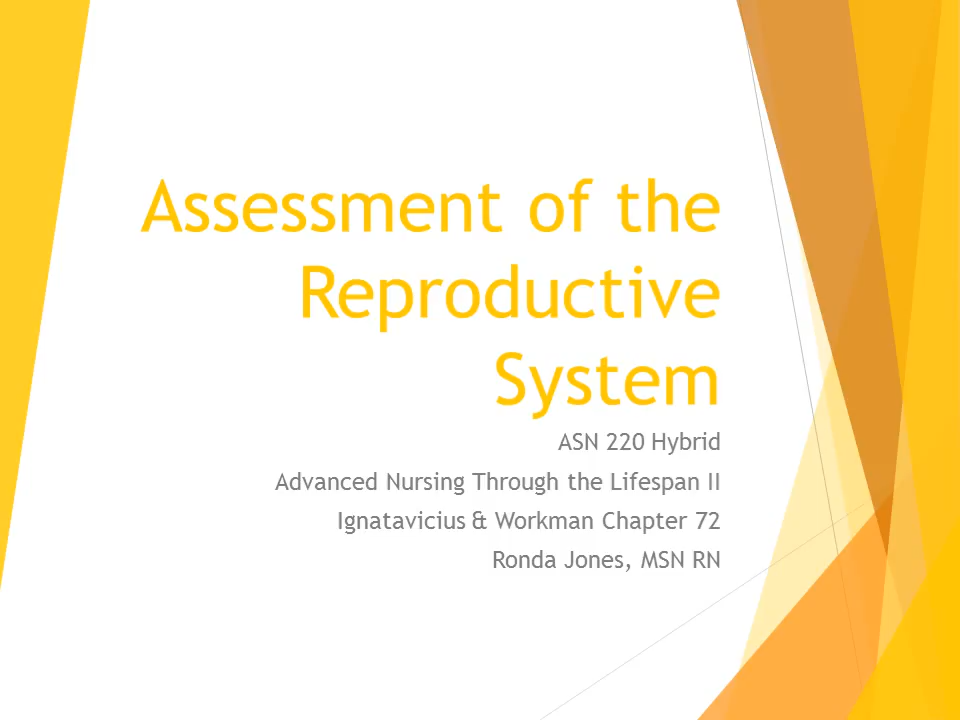 Assessment of the
Reproductive
System
ASN 220 Hybrid
Advanced Nursing Through the Lifespan II
Ignatavicius & Workman Chapter 72
Ronda Jones, MSN RN